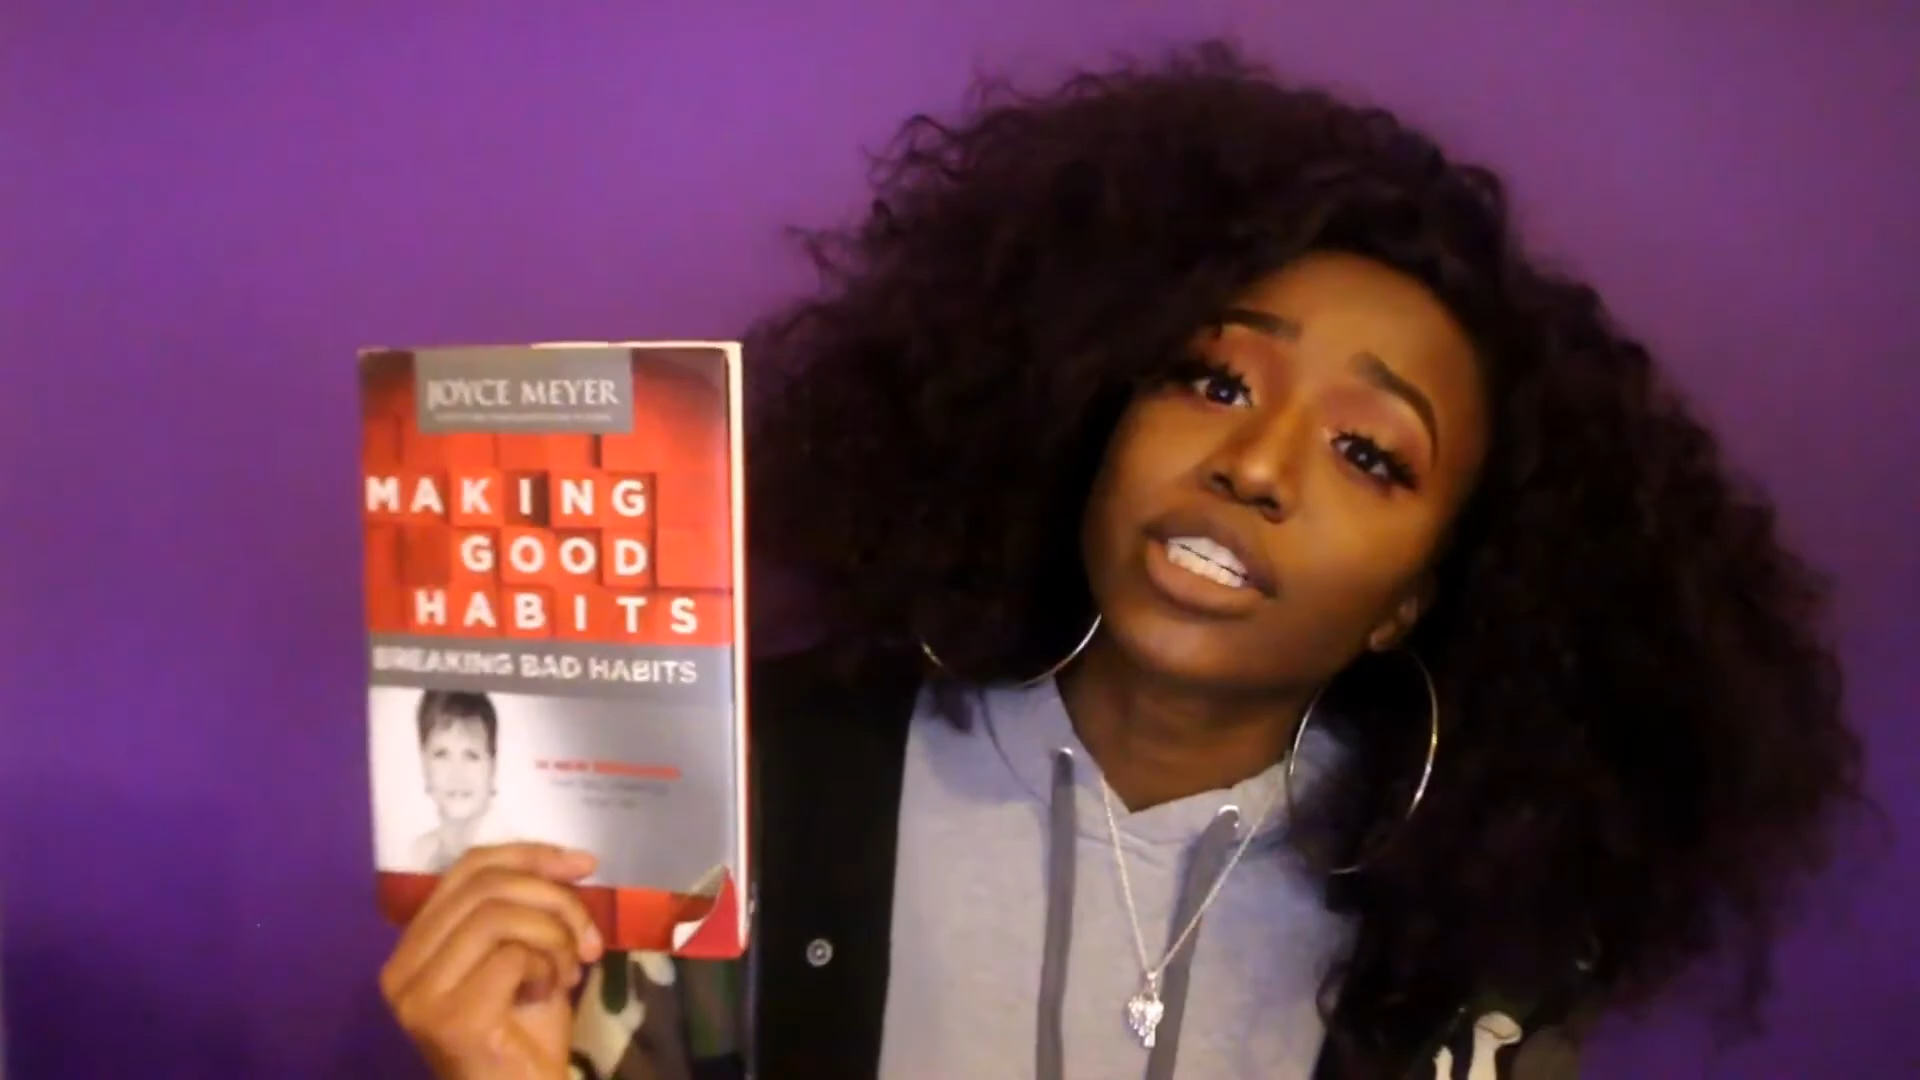 JOYCE MEYER
MAKING
GOOD
HABITS
BREAKING BAD HABITS